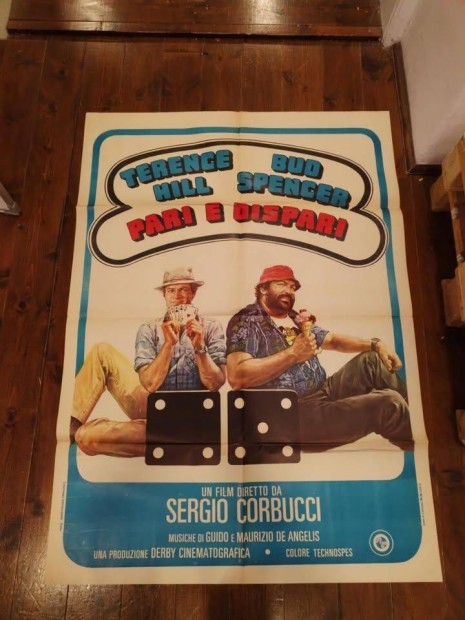 TERENCE BUD
HILL SPENCER
PARI E DISPARI
UN FILM DIRETTO DA
SERGIO CORBUCCI
MUSICHE DI GUIDO E MAURIZIO DE ANGELIS
UNA PRODUZIONE DERBY CINEMATOGRAFICA • COLORE TECHNOSPES